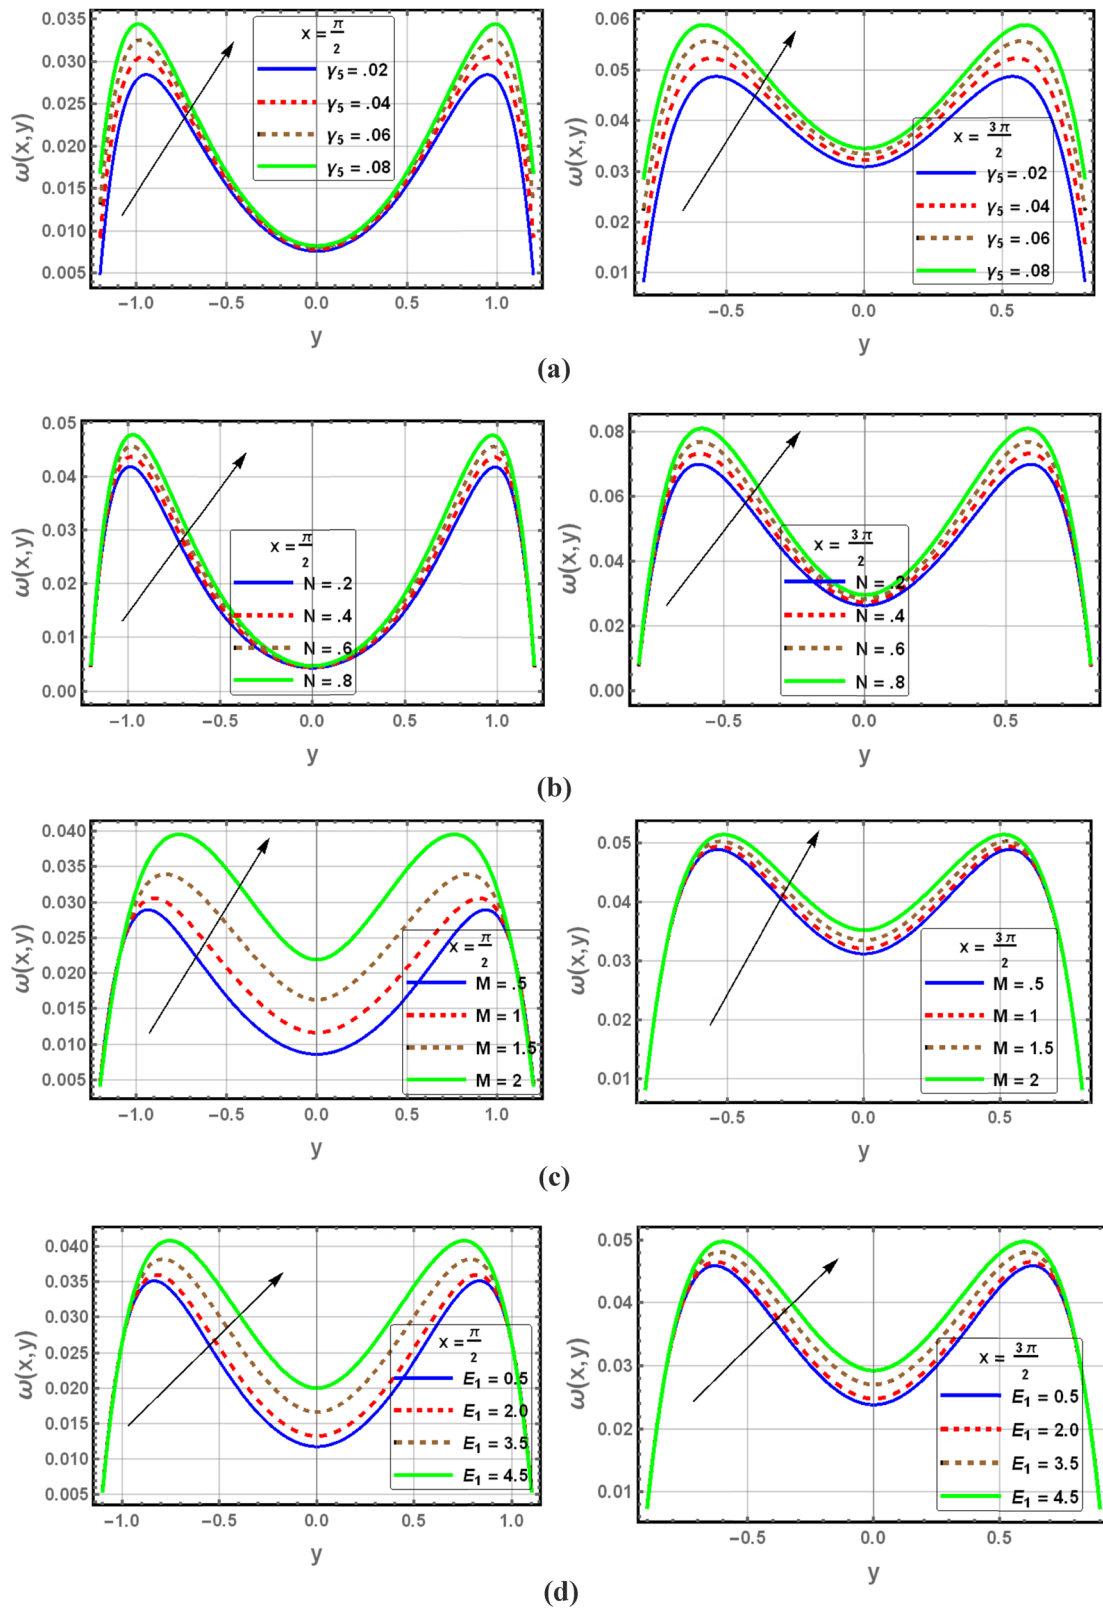 0.035
0.030
0.025
0.020
0.015
0.010
0.005
ω(x,y)
x = π/2
γ₅ = .02
γ₅ = .04
γ₅ = .06
γ₅ = .08
−1.0 −0.5 0.0 0.5 1.0
y
0.06
0.05
0.04
0.03
0.02
0.01
ω(x,y)
x = 3π/2
γ₅ = .02
γ₅ = .04
γ₅ = .06
γ₅ = .08
−0.5 0.0 0.5
y
(a)
0.05
0.04
0.03
0.02
0.01
0.00
ω(x,y)
x = π/2
N = .2
N = .4
N = .6
N = .8
−1.0 −0.5 0.0 0.5 1.0
y
0.08
0.06
0.04
0.02
0.00
ω(x,y)
x = 3π/2
N = .2
N = .4
N = .6
N = .8
−0.5 0.0 0.5
y
(b)
0.040
0.035
0.030
0.025
0.020
0.015
0.010
0.005
ω(x,y)
x = π/2
M = .5
M = 1
M = 1.5
M = 2
−1.0 −0.5 0.0 0.5 1.0
y
0.05
0.04
0.03
0.02
0.01
ω(x,y)
x = 3π/2
M = .5
M = 1
M = 1.5
M = 2
−0.5 0.0 0.5
y
(c)
0.040
0.035
0.030
0.025
0.020
0.015
0.010
0.005
ω(x,y)
x = π/2
E₁ = 0.5
E₁ = 2.0
E₁ = 3.5
E₁ = 4.5
−1.0 −0.5 0.0 0.5 1.0
y
0.05
0.04
0.03
0.02
0.01
ω(x,y)
x = 3π/2
E₁ = 0.5
E₁ = 2.0
E₁ = 3.5
E₁ = 4.5
−0.5 0.0 0.5
y
(d)